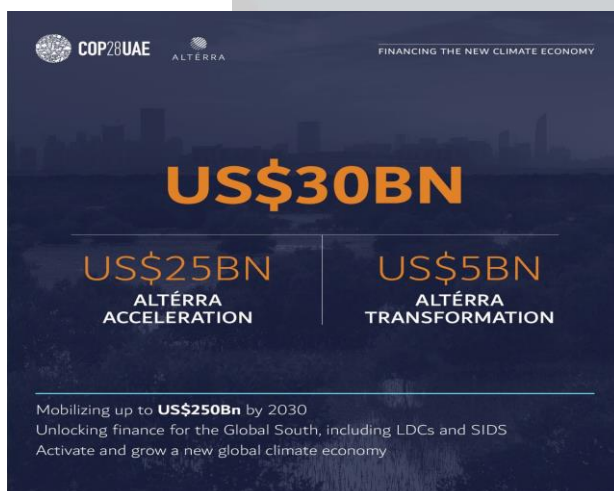 COP28UAE
ALTÉRRA
FINANCING THE NEW CLIMATE ECONOMY
US$30BN
US$25BN
ALTÉRRA
ACCELERATION
US$5BN
ALTÉRRA
TRANSFORMATION
Mobilizing up to US$250Bn by 2030
Unlocking finance for the Global South, including LDCs and SIDS
Activate and grow a new global climate economy